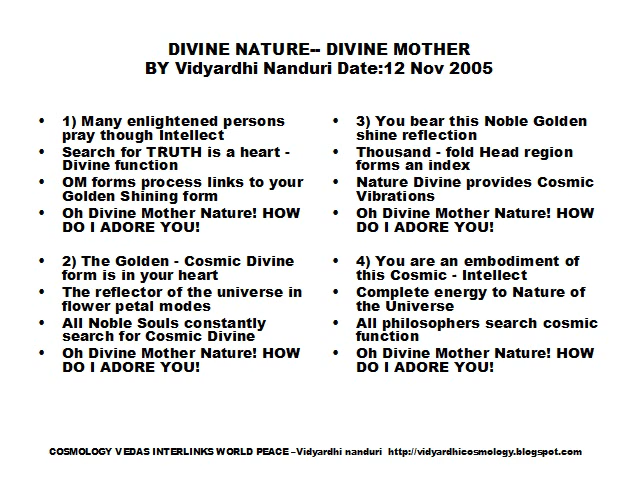 DIVINE NATURE-- DIVINE MOTHER
BY Vidyardhi Nanduri Date:12 Nov 2005
• 1) Many enlightened persons
pray though Intellect
• Search for TRUTH is a heart -
Divine function
• OM forms process links to your
Golden Shining form
• Oh Divine Mother Nature! HOW
DO I ADORE YOU!
• 2) The Golden - Cosmic Divine
form is in your heart
• The reflector of the universe in
flower petal modes
• All Noble Souls constantly
search for Cosmic Divine
• Oh Divine Mother Nature! HOW
DO I ADORE YOU!
• 3) You bear this Noble Golden
shine reflection
• Thousand - fold Head region
forms an index
• Nature Divine provides Cosmic
Vibrations
• Oh Divine Mother Nature! HOW
DO I ADORE YOU!
• 4) You are an embodiment of
this Cosmic - Intellect
• Complete energy to Nature of
the Universe
• All philosophers search cosmic
function
• Oh Divine Mother Nature! HOW
DO I ADORE YOU!
COSMOLOGY VEDAS INTERLINKS WORLD PEACE –Vidyardhi nanduri http://vidyardhicosmology.blogspot.com